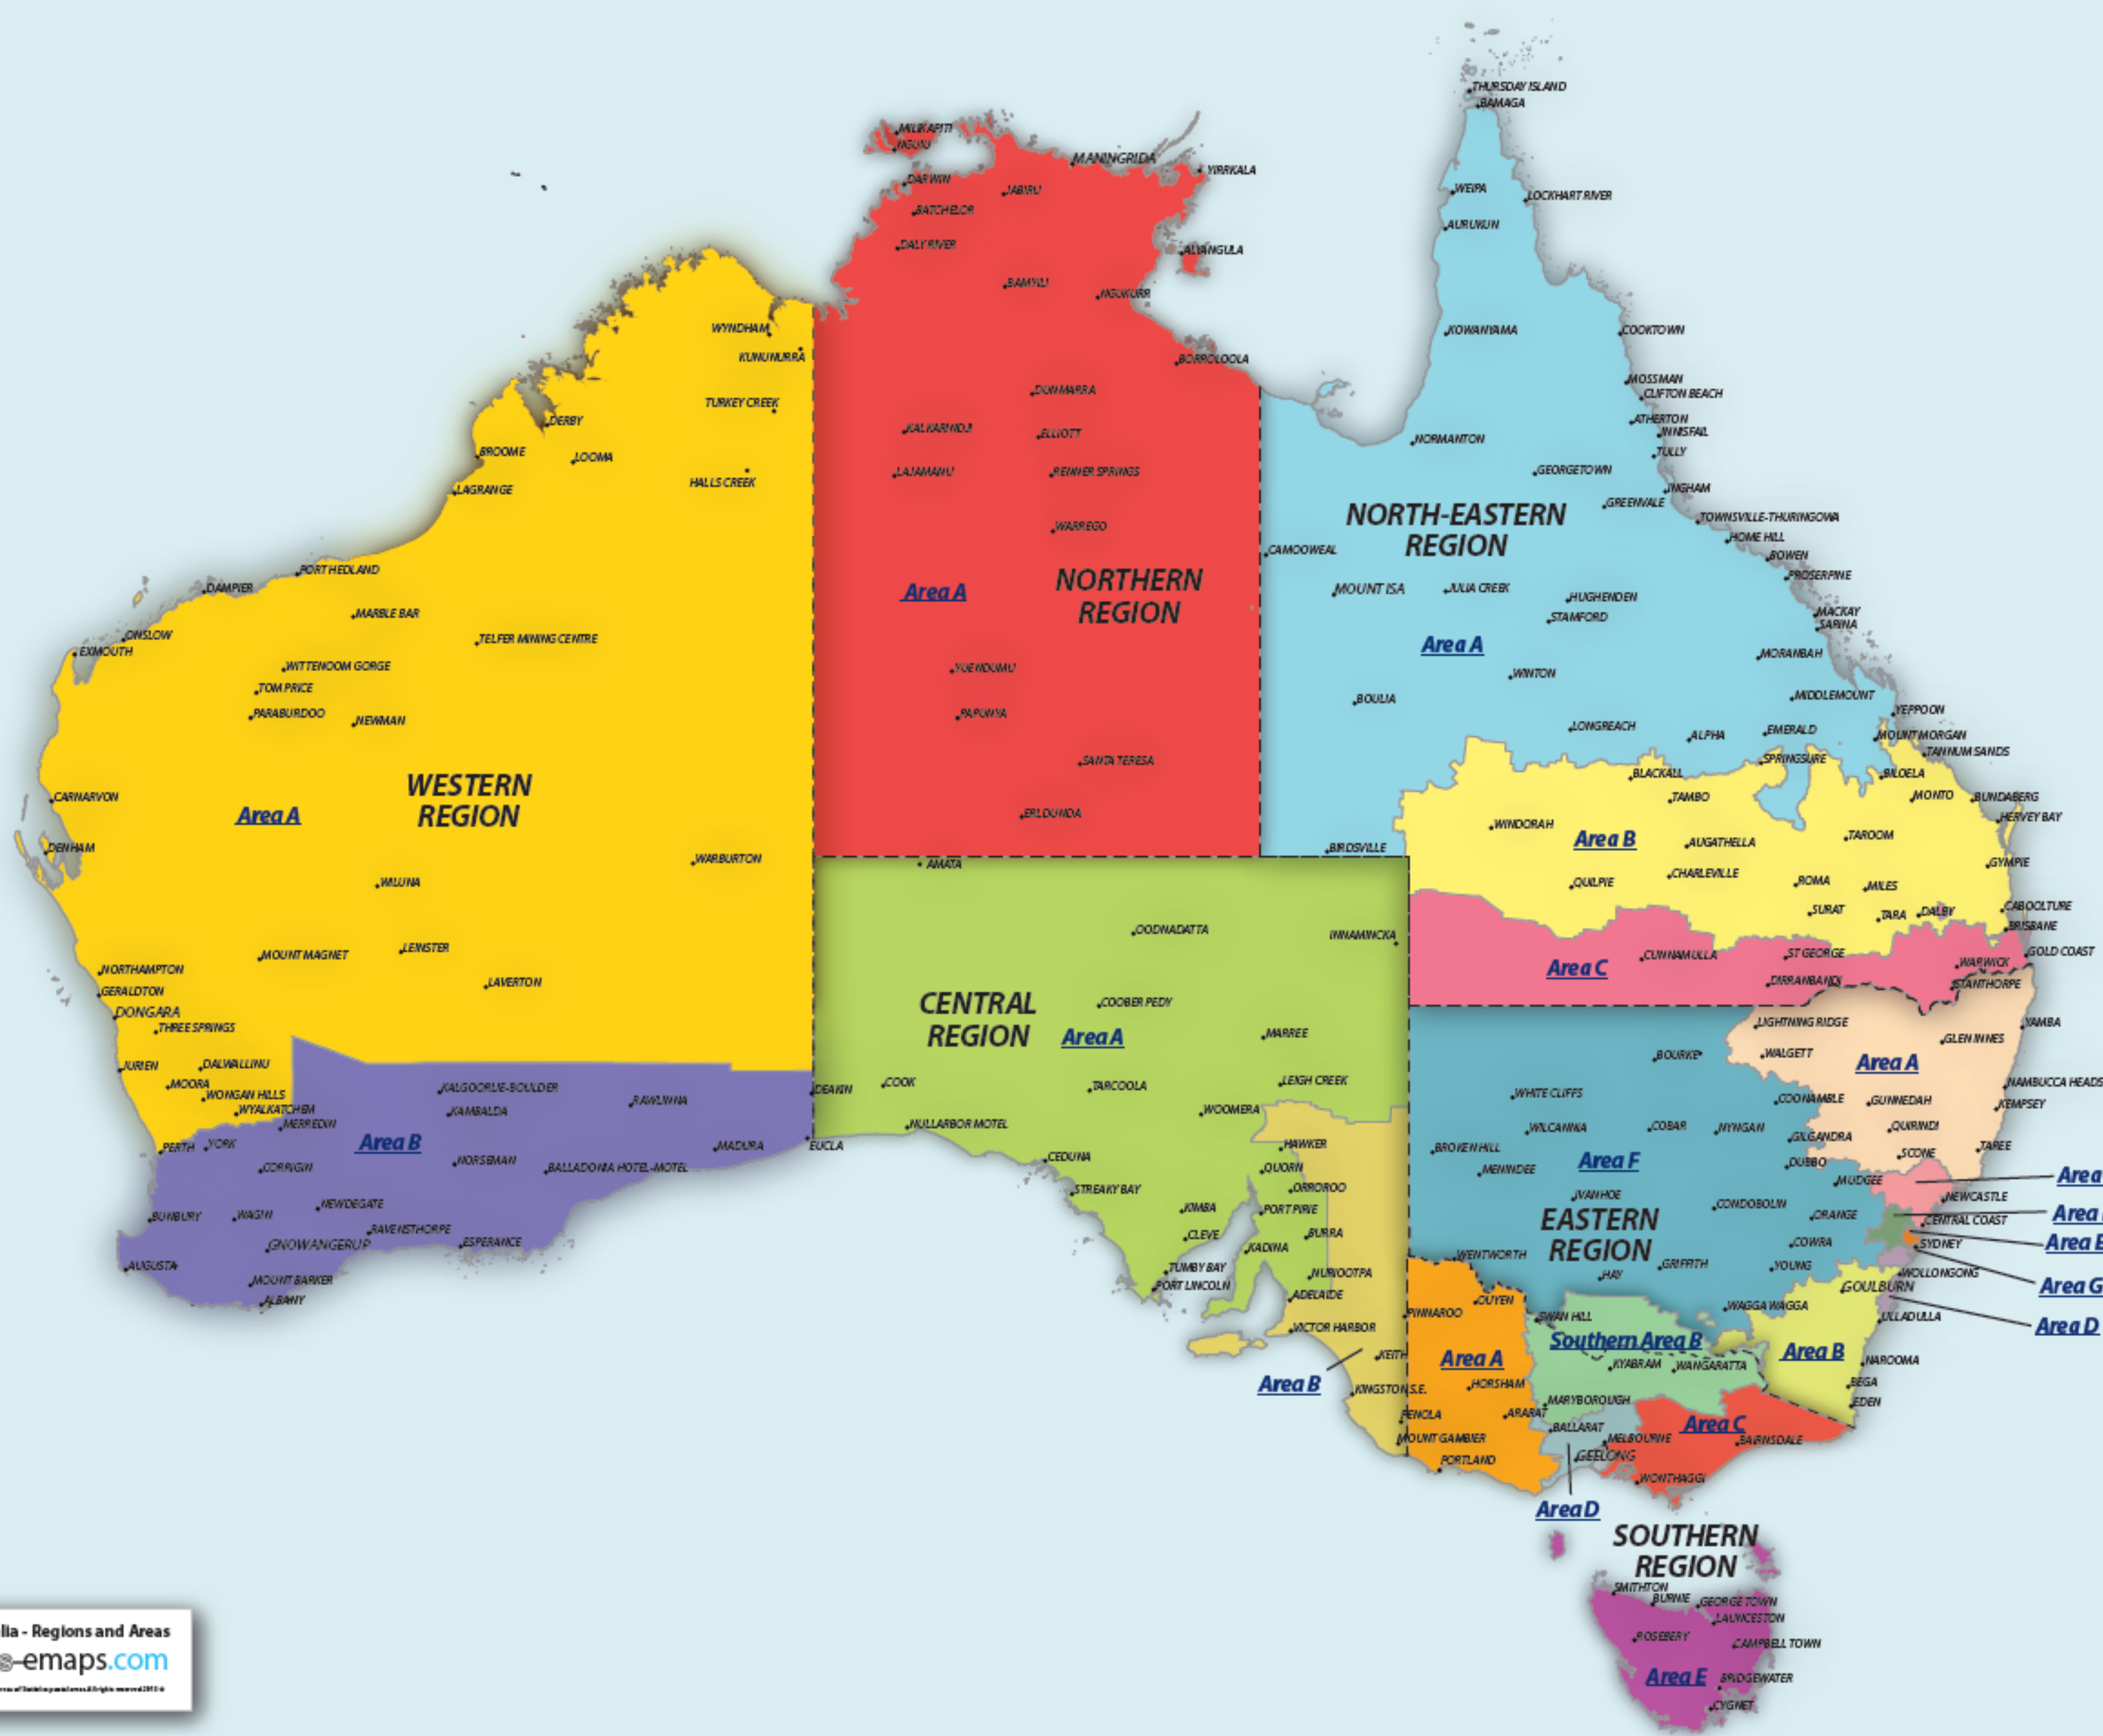 THURSDAY ISLAND
BAMAGA
MILIKAPITI
NGUIU
MANINGRIDA
YIRRKALA
DARWIN
JABIRU
WEIPA
LOCKHART RIVER
BATCHELOR
AURUKUN
DALY RIVER
ALYANGULA
BAMYILI
NGUKURR
WYNDHAM
KOWANYAMA
COOKTOWN
KUNUNURRA
BORROLOOLA
MOSSMAN
DUNMARRA
CLIFTON BEACH
TURKEY CREEK
DERBY
ATHERTON
KALKARINDJI
ELLIOTT
INNISFAIL
NORMANTON
BROOME
LOOMA
TULLY
LAJAMANU
RENNER SPRINGS
GEORGETOWN
HALLS CREEK
LAGRANGE
INGHAM
GREENVALE
NORTH-EASTERN
REGION
TOWNSVILLE-THURINGOWA
WARREGO
HOME HILL
CAMOOWEAL
BOWEN
PORT HEDLAND
PROSERPINE
NORTHERN
REGION
DAMPIER
Area A
MOUNT ISA
JULIA CREEK
HUGHENDEN
MARBLE BAR
STAMFORD
MACKAY
SARINA
ONSLOW
TELFER MINING CENTRE
Area A
EXMOUTH
MORANBAH
WITTENOOM GORGE
YUENDUMU
WINTON
TOM PRICE
BOULIA
MIDDLEMOUNT
PARABURDOO
NEWMAN
PAPUNYA
YEPPOON
LONGREACH
ALPHA
EMERALD
MOUNT MORGAN
TANNUM SANDS
SANTA TERESA
SPRINGSURE
BLACKALL
BILOELA
WESTERN
REGION
CARNARVON
TAMBO
MONTO
BUNDABERG
Area A
ERLDUNDA
HERVEY BAY
WINDORAH
Area B
AUGATHELLA
TAROOM
DENHAM
BIRDSVILLE
WARBURTON
AMATA
GYMPIE
CHARLEVILLE
WILUNA
QUILPIE
ROMA
MILES
SURAT
TARA
DALBY
CABOOLTURE
OODNADATTA
INNAMINCKA
BRISBANE
MOUNT MAGNET
LEINSTER
CUNNAMULLA
ST GEORGE
GOLD COAST
NORTHAMPTON
Area C
WARWICK
LAVERTON
DIRRANBANDI
STANTHORPE
GERALDTON
CENTRAL
REGION
COOBER PEDY
DONGARA
THREE SPRINGS
Area A
MARREE
LIGHTNING RIDGE
YAMBA
GLEN INNES
JURIEN
DALWALLINU
BOURKE
WALGETT
Area A
MOORA
KALGOORLIE-BOULDER
DEAKIN
COOK
TARCOOLA
LEIGH CREEK
NAMBUCCA HEADS
WONGAN HILLS
RAWLINNA
WHITE CLIFFS
COONAMBLE
GUNNEDAH
KEMPSEY
WYALKATCHEM
KAMBALDA
WOOMERA
MERREDIN
NULLARBOR MOTEL
WILCANNIA
COBAR
NYNGAN
QUIRINDI
PERTH
YORK
Area B
MADURA
EUCLA
HAWKER
BROKEN HILL
GILGANDRA
TAREE
CORRIGIN
NORSEMAN
BALLADONIA HOTEL-MOTEL
CEDUNA
QUORN
MENINDEE
Area F
DUBBO
SCONE
Area
STREAKY BAY
ORROROO
IVANHOE
MUDGEE
NEWCASTLE
NEWDEGATE
KIMBA
PORT PIRIE
CONDOBOLIN
ORANGE
CENTRAL COAST
Area
BUNBURY
WAGIN
EASTERN
REGION
RAVENSTHORPE
CLEVE
BURRA
COWRA
SYDNEY
Area E
GNOWANGERUP
ESPERANCE
KADINA
WENTWORTH
AUGUSTA
MOUNT BARKER
TUMBY BAY
NURIOOTPA
HAY
GRIFFITH
YOUNG
WOLLONGONG
PORT LINCOLN
GOULBURN
Area G
ALBANY
ADELAIDE
PINNAROO
OUYEN
WAGGA WAGGA
ULLADULLA
VICTOR HARBOR
SWAN HILL
Area D
KEITH
Area A
Southern Area B
Area B
KYABRAM
WANGARATTA
NAROOMA
Area B
KINGSTON S.E.
HORSHAM
BEGA
MARYBOROUGH
EDEN
PENOLA
ARARAT
BALLARAT
Area C
MOUNT GAMBIER
MELBOURNE
BAIRNSDALE
PORTLAND
GEELONG
WONTHAGGI
Area D
SOUTHERN
REGION
SMITHTON
BURNIE
GEORGE TOWN
LAUNCESTON
ROSEBERY
CAMPBELL TOWN
Area E
BRIDGEWATER
CYGNET
lia - Regions and Areas
-emaps.com